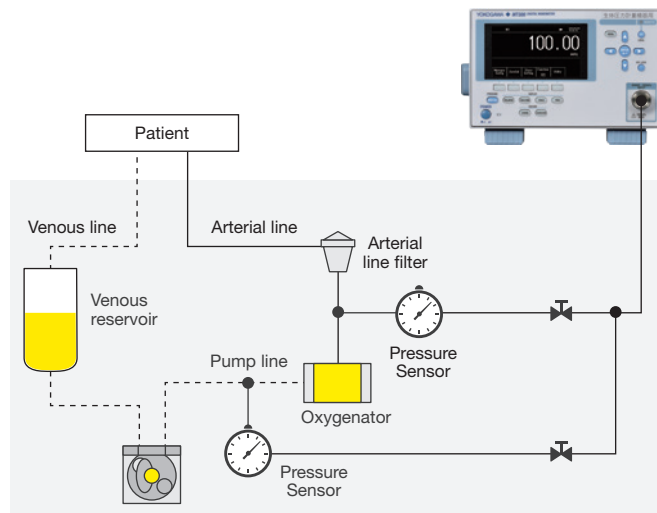 YOKOGAWA
100.00
Patient
Venous line
Arterial line
Arterial
line filter
Venous
reservoir
Pressure
Sensor
Pump line
Oxygenator
Pressure
Sensor